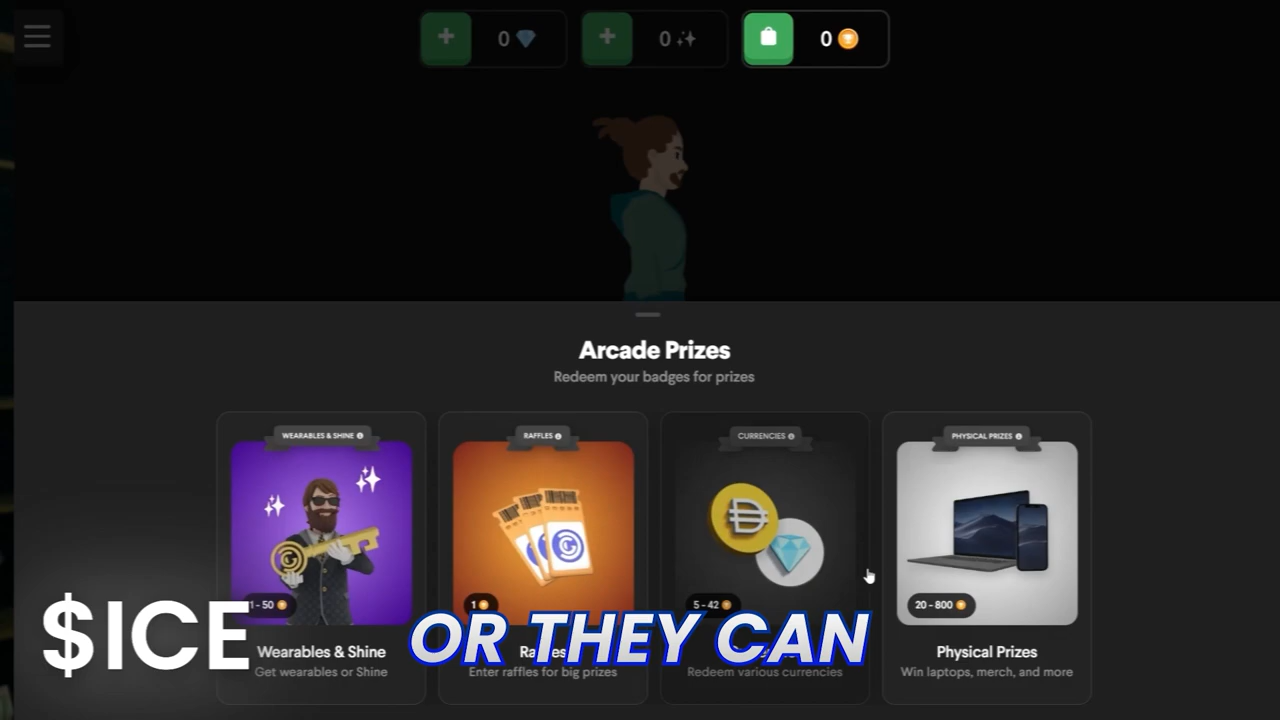 0
0
0
Arcade Prizes
Redeem your badges for prizes
WEARABLES & SHINE
RAFFLES
CURRENCIES
PHYSICAL PRIZES
1 - 50
1
5 - 42
20 - 800
$ICE
OR THEY CAN
Wearables & Shine
Physical Prizes
Get wearables or Shine
Enter raffles for big prizes
Redeem various currencies
Win laptops, merch, and more